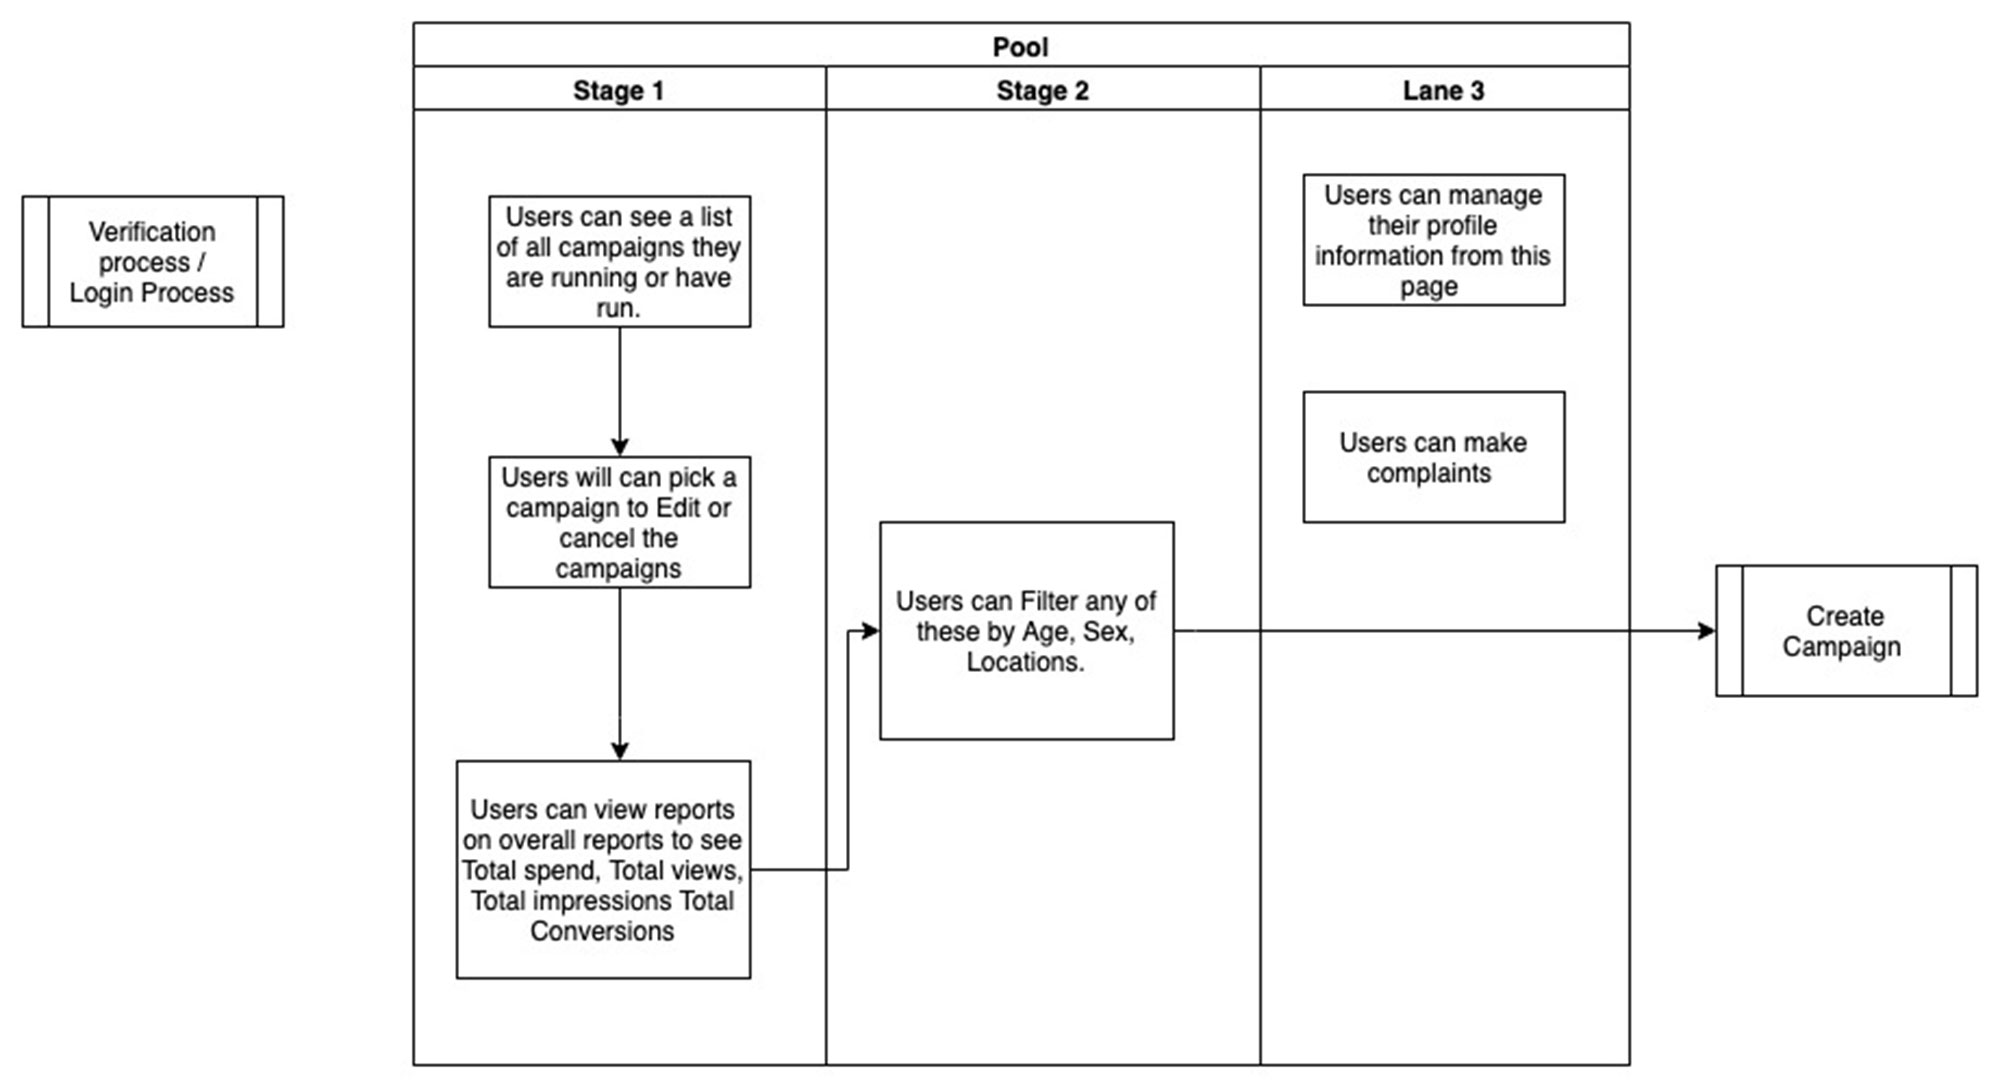 Pool
Stage 1
Stage 2
Lane 3
Verification
process /
Login Process
Users can see a list
of all campaigns they
are running or have
run.
Users will can pick a
campaign to Edit or
cancel the
campaigns
Users can view reports
on overall reports to see
Total spend, Total views,
Total impressions Total
Conversions
Users can Filter any of
these by Age, Sex,
Locations.
Users can manage
their profile
information from this
page
Users can make
complaints
Create
Campaign